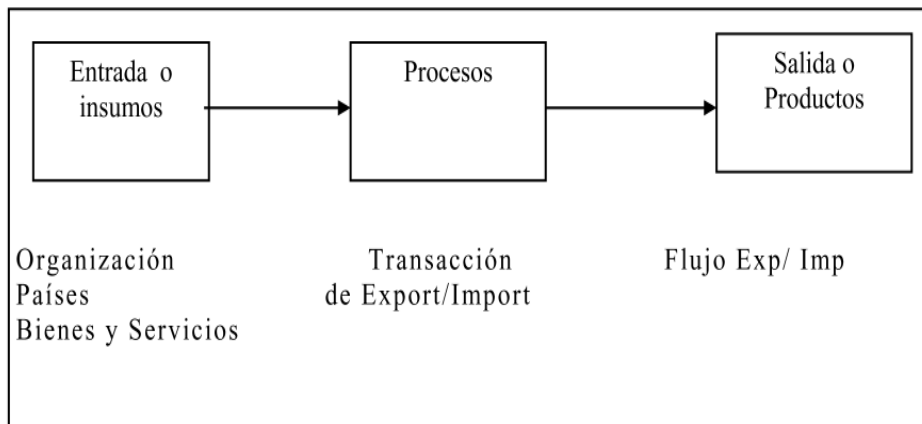 Entrada o
insumos
Procesos
Salida o
Productos
Organización
Países
Bienes y Servicios
Transacción
de Export/Import
Flujo Exp/ Imp